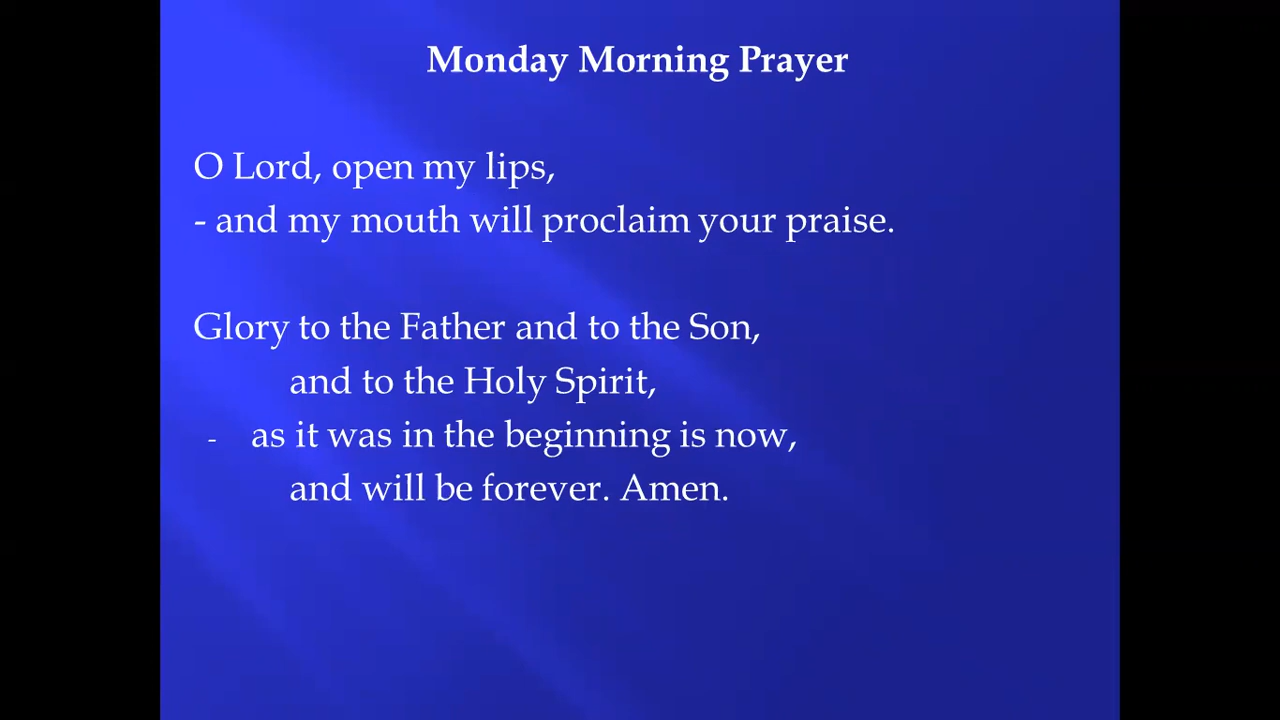 Monday Morning Prayer
O Lord, open my lips,
- and my mouth will proclaim your praise.
Glory to the Father and to the Son,
and to the Holy Spirit,
- as it was in the beginning is now,
and will be forever. Amen.